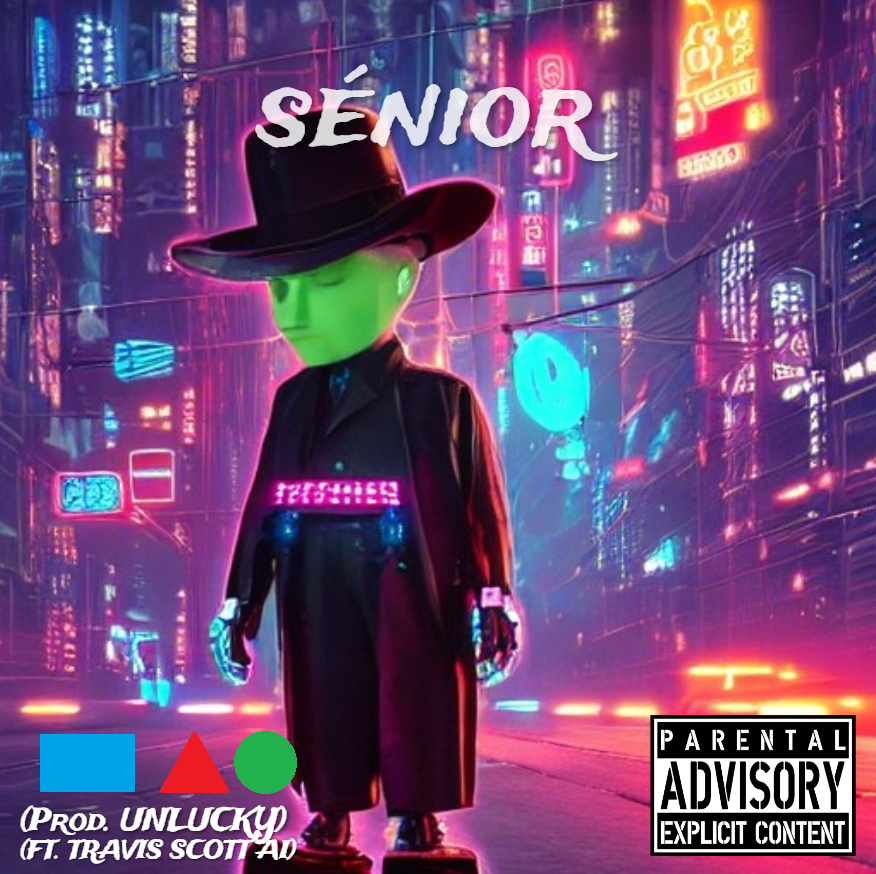 SÉNIOR
(PROD. UNLUCKY)
(FT. TRAVIS SCOTT AI)
PARENTAL
ADVISORY
EXPLICIT CONTENT